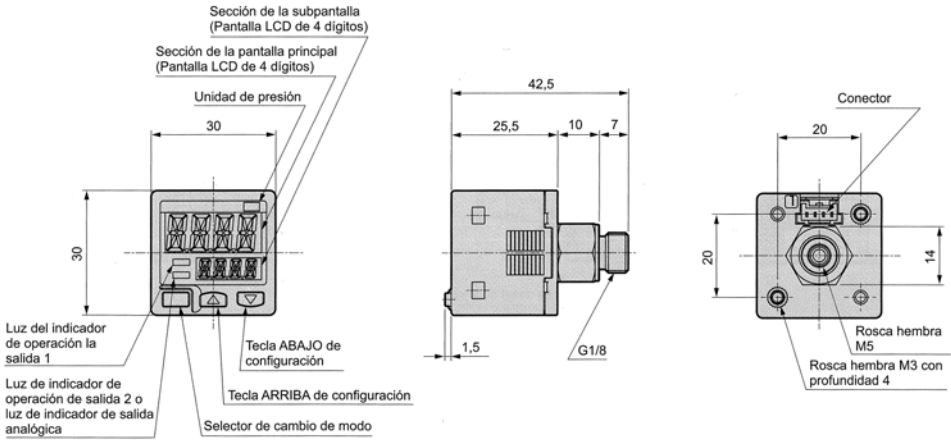 Sección de la subpantalla
(Pantalla LCD de 4 dígitos)
Sección de la pantalla principal
(Pantalla LCD de 4 dígitos)
Unidad de presión
30
30
Luz del indicador
de operación la
salida 1
Luz de indicador de
operación de salida 2 o
luz de indicador de salida
analógica
Tecla ABAJO de
configuración
Tecla ARRIBA de configuración
Selector de cambio de modo
42,5
25,5
10
7
1,5
G1/8
Conector
20
20
14
Rosca hembra
M5
Rosca hembra M3 con
profundidad 4